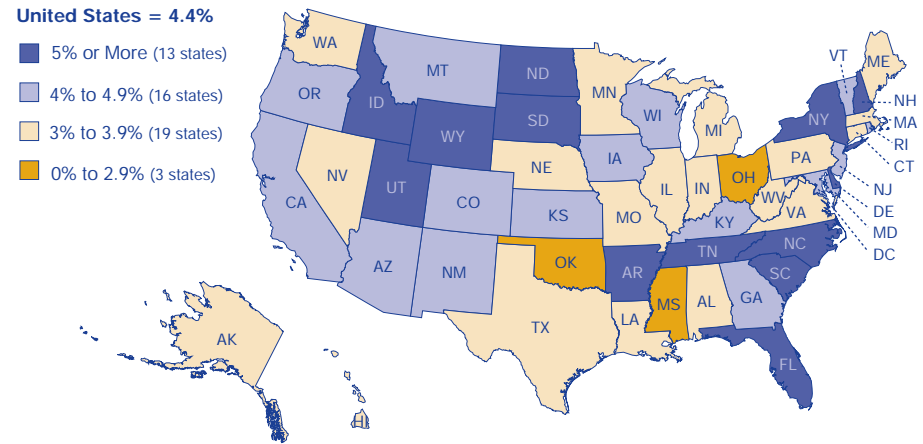 United States = 4.4%
5% or More (13 states)
4% to 4.9% (16 states)
3% to 3.9% (19 states)
0% to 2.9% (3 states)
WA
MT
ND
MN
VT
ME
OR
ID
WY
SD
WI
MI
NY
NH
MA
RI
CT
NV
UT
CO
NE
IA
IL
IN
OH
PA
NJ
DE
MD
DC
CA
AZ
NM
KS
MO
KY
WV
VA
OK
AR
TN
NC
SC
TX
LA
MS
AL
GA
FL
AK
HI